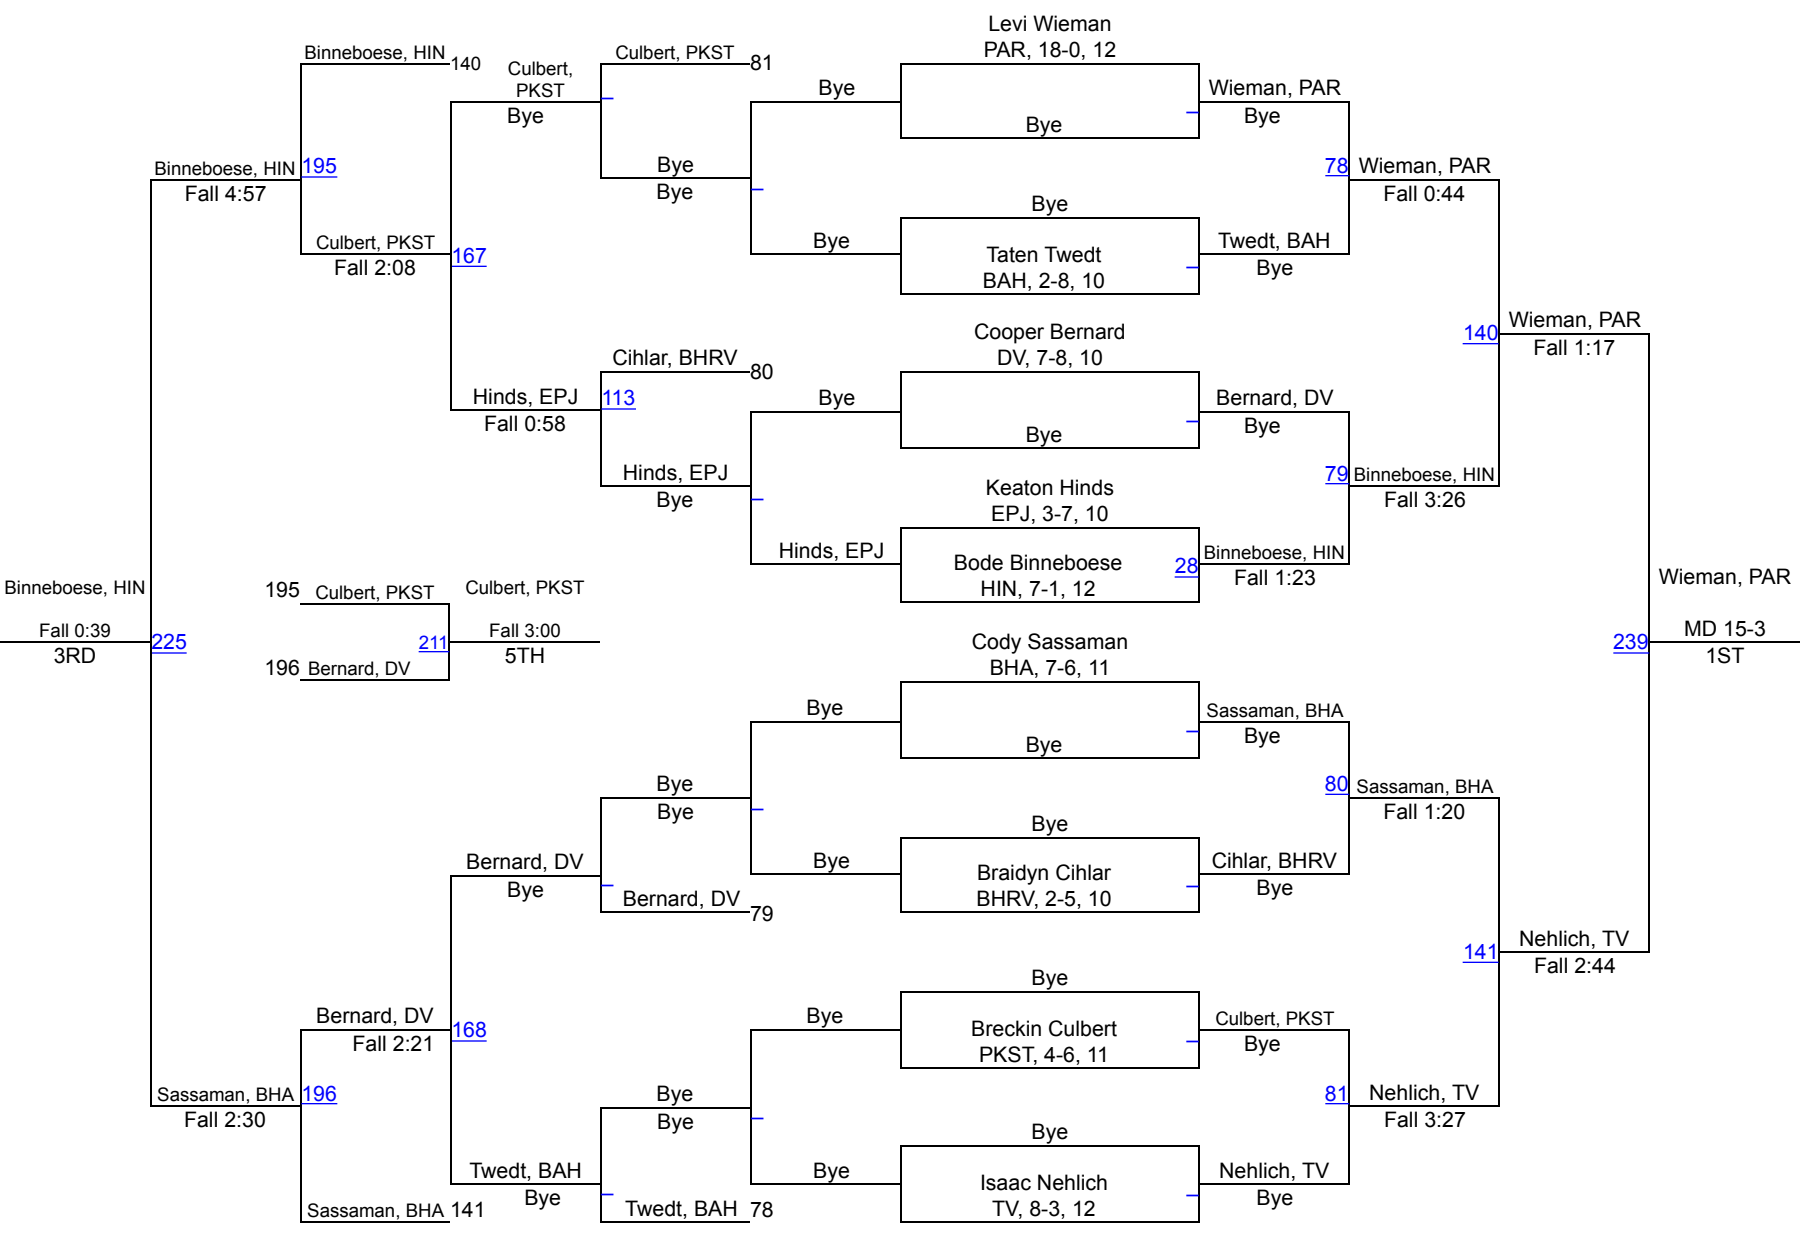 Levi Wieman
PAR, 18-0, 12
Binneboese, HIN
140
Culbert,
PKST
Bye
Culbert, PKST
81
Bye
Bye
Wieman, PAR
Bye
Binneboese, HIN
Fall 4:57
195
Bye
Bye
78
Wieman, PAR
Fall 0:44
Culbert, PKST
Fall 2:08
167
Bye
Bye
Taten Twedt
BAH, 2-8, 10
Twedt, BAH
Bye
Cooper Bernard
DV, 7-8, 10
140
Wieman, PAR
Fall 1:17
Cihlar, BHRV
80
Hinds, EPJ
Fall 0:58
113
Bye
Bye
Bernard, DV
Bye
Hinds, EPJ
Bye
Keaton Hinds
EPJ, 3-7, 10
79
Binneboese, HIN
Fall 3:26
Hinds, EPJ
Bode Binneboese
HIN, 7-1, 12
28
Binneboese, HIN
Fall 1:23
Binneboese, HIN
Fall 0:39
3RD
225
195
Culbert, PKST
196
Bernard, DV
211
Culbert, PKST
Fall 3:00
5TH
Wieman, PAR
239
MD 15-3
1ST
Cody Sassaman
BHA, 7-6, 11
Bye
Bye
Sassaman, BHA
Bye
Bye
Bye
80
Sassaman, BHA
Fall 1:20
Bernard, DV
Bye
Bernard, DV
79
Bye
Bye
Braidyn Cihlar
BHRV, 2-5, 10
Cihlar, BHRV
Bye
141
Nehlich, TV
Fall 2:44
Bernard, DV
Fall 2:21
168
Bye
Bye
Breckin Culbert
PKST, 4-6, 11
Culbert, PKST
Bye
Sassaman, BHA
Fall 2:30
196
Bye
Bye
81
Nehlich, TV
Fall 3:27
Twedt, BAH
Bye
Bye
Bye
Isaac Nehlich
TV, 8-3, 12
Nehlich, TV
Bye
Sassaman, BHA
141
Twedt, BAH
78